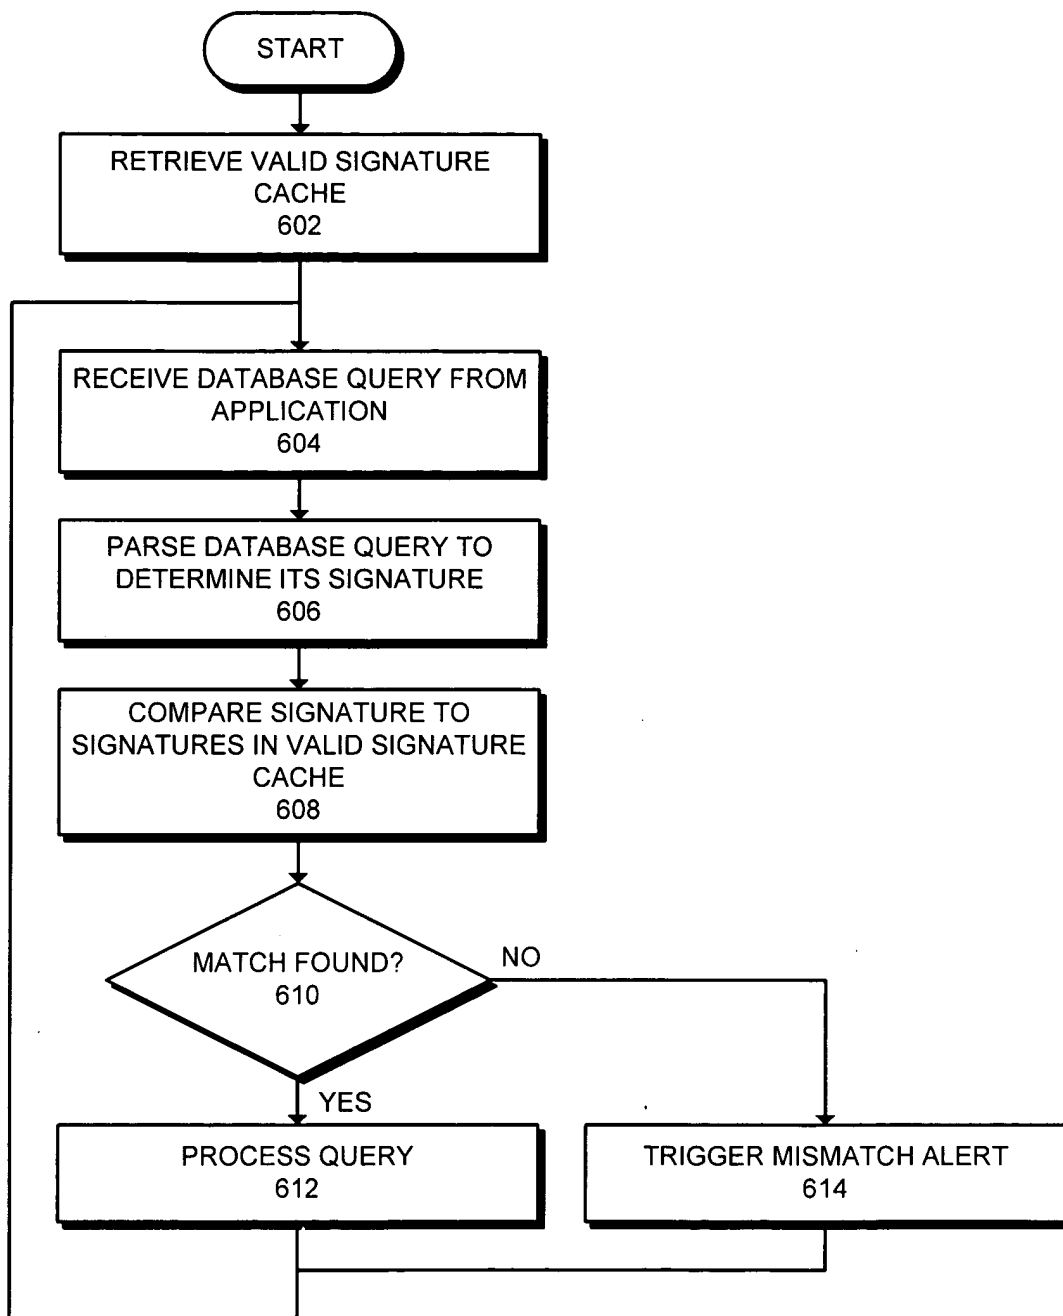 START
RETRIEVE VALID SIGNATURE
CACHE
602
RECEIVE DATABASE QUERY FROM
APPLICATION
604
PARSE DATABASE QUERY TO
DETERMINE ITS SIGNATURE
606
COMPARE SIGNATURE TO
SIGNATURES IN VALID SIGNATURE
CACHE
608
MATCH FOUND?
610
NO
YES
PROCESS QUERY
612
TRIGGER MISMATCH ALERT
614